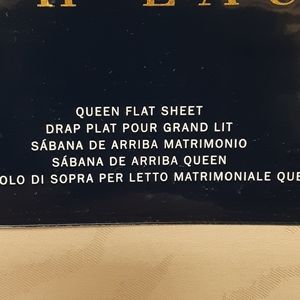 QUEEN FLAT SHEET
DRAP PLAT POUR GRAND LIT
SÁBANA DE ARRIBA MATRIMONIO
SÁBANA DE ARRIBA QUEEN
OLO DI SOPRA PER LETTO MATRIMONIALE QUE